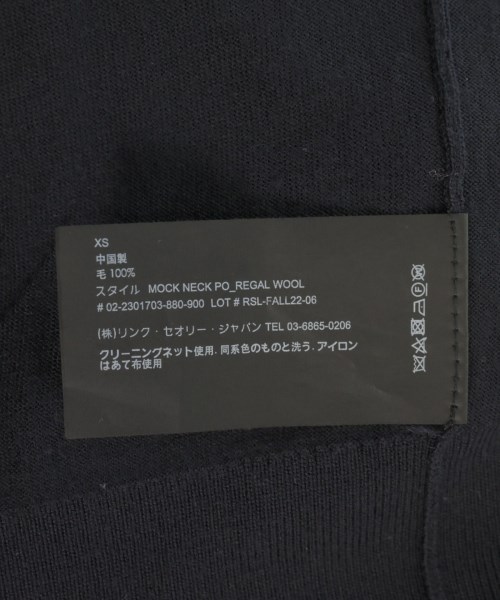 XS
中国製
毛 100%
スタイル MOCK NECK PO_REGAL WOOL
# 02-2301703-880-900 LOT # RSL-FALL22-06
(株)リンク・セオリー・ジャパン TEL 03-6865-0206
クリーニングネット使用. 同系色のものと洗う. アイロン
はあて布使用